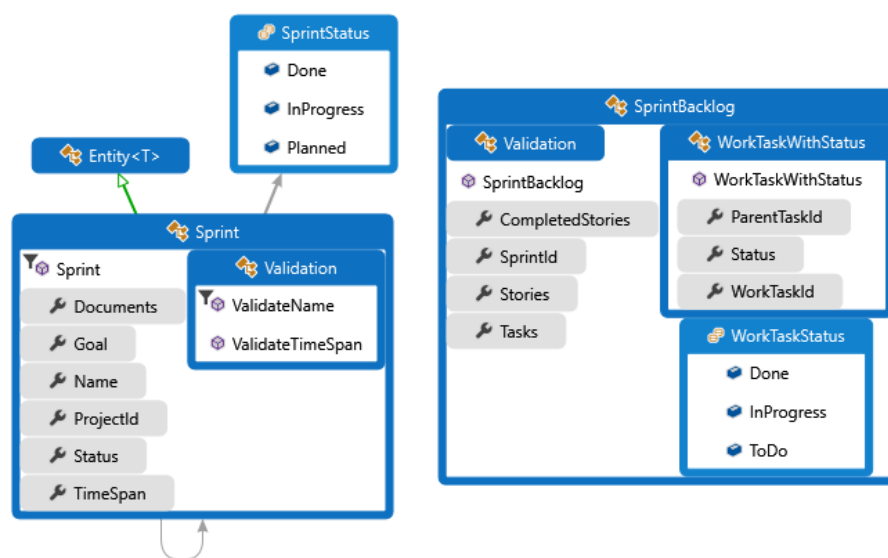 SprintStatus
Done
InProgress
Planned
Entity<T>
Sprint
Sprint
Documents
Goal
Name
ProjectId
Status
TimeSpan
Validation
ValidateName
ValidateTimeSpan
SprintBacklog
Validation
SprintBacklog
CompletedStories
SprintId
Stories
Tasks
WorkTaskWithStatus
WorkTaskWithStatus
ParentTaskId
Status
WorkTaskId
WorkTaskStatus
Done
InProgress
ToDo